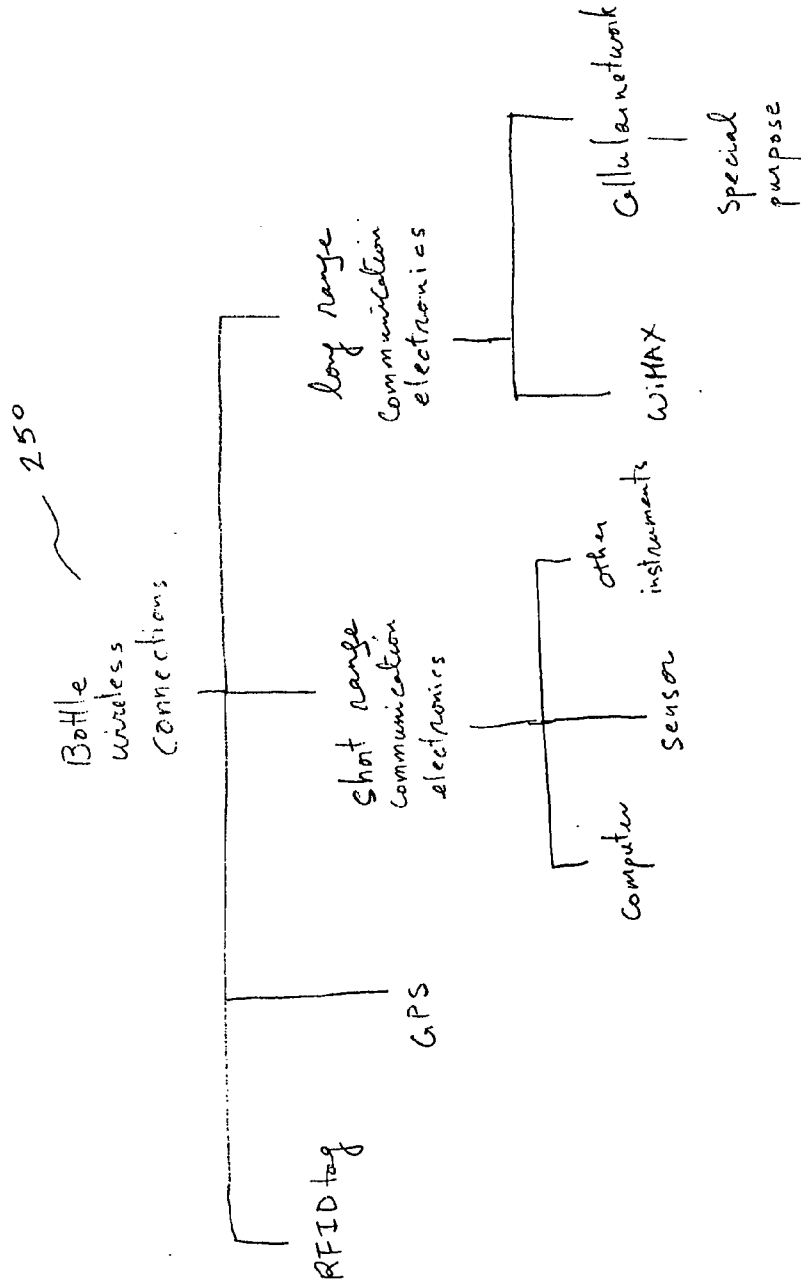 250
Bottle
wireless
connections
RFID tag
GPS
short range
communication
electronics
long range
communication
electronics
computer
sensor
other
instruments
WiMAX
Cellular network
Special
purpose